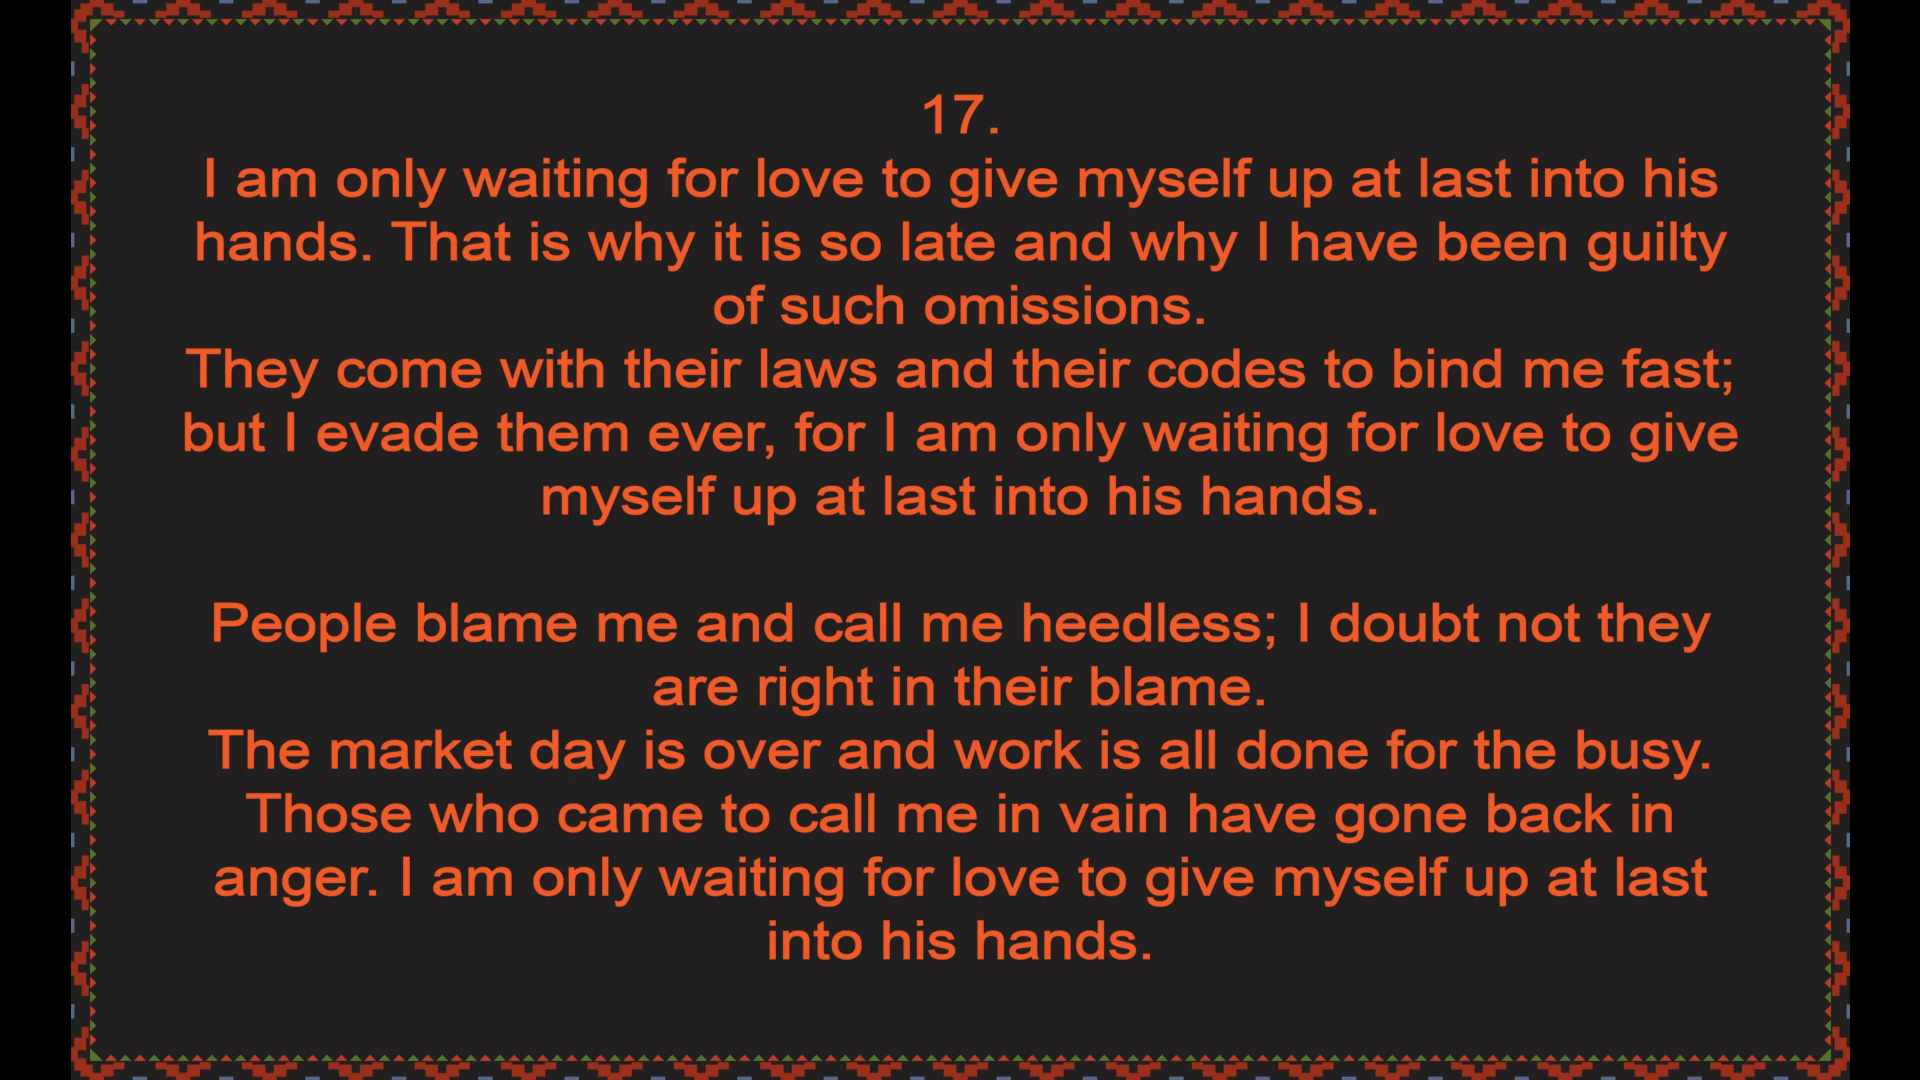 17.
I am only waiting for love to give myself up at last into his
hands. That is why it is so late and why I have been guilty
of such omissions.
They come with their laws and their codes to bind me fast;
but I evade them ever, for I am only waiting for love to give
myself up at last into his hands.
People blame me and call me heedless; I doubt not they
are right in their blame.
The market day is over and work is all done for the busy.
Those who came to call me in vain have gone back in
anger. I am only waiting for love to give myself up at last
into his hands.